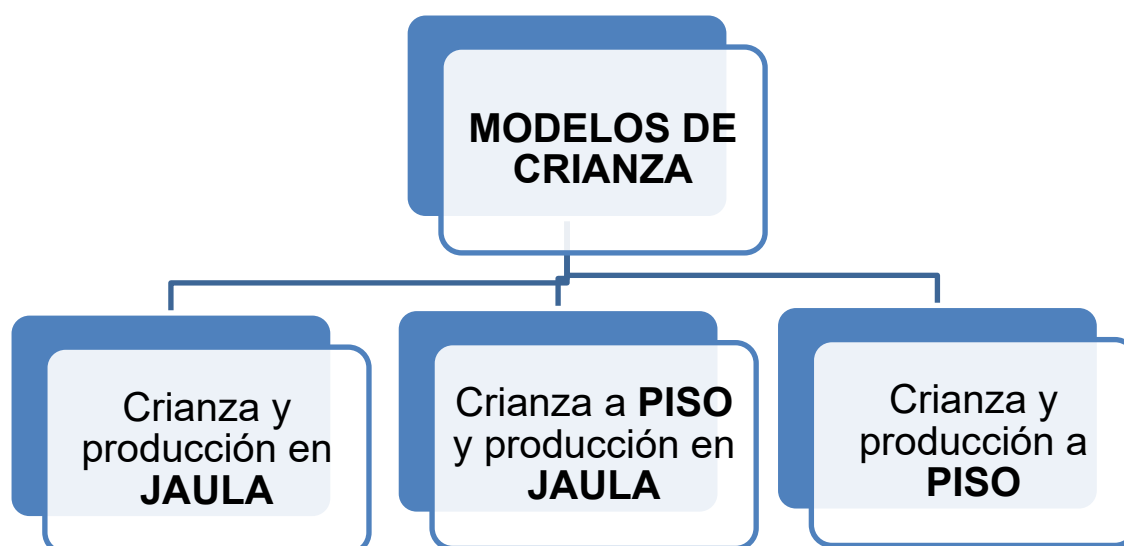 MODELOS DE
CRIANZA
Crianza y
producción en
JAULA
Crianza a PISO
y producción en
JAULA
Crianza y
producción a
PISO